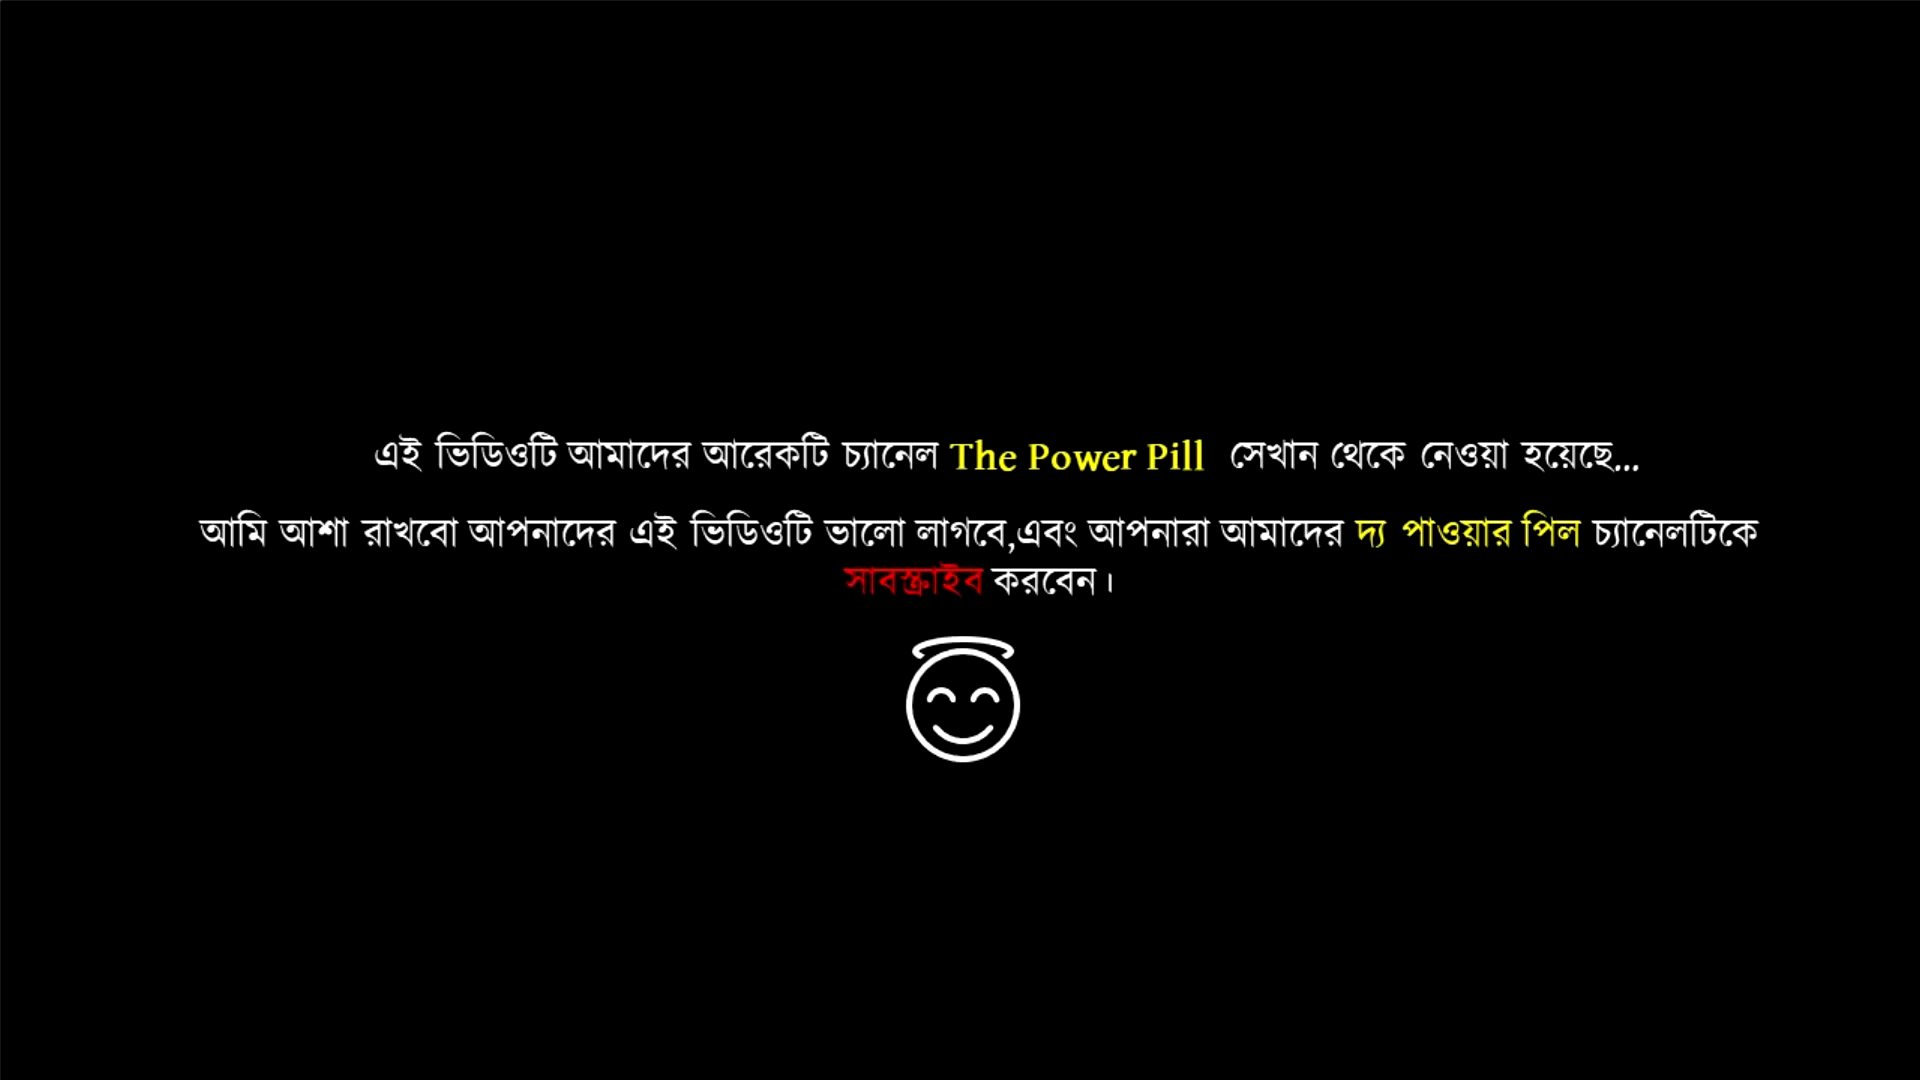 এই ভিডিওটি আমাদের আরেকটি চ্যানেল The Power Pill সেখান থেকে নেওয়া হয়েছে...
আমি আশা রাখবো আপনাদের এই ভিডিওটি ভালো লাগবে,এবং আপনারা আমাদের দ্য পাওয়ার পিল চ্যানেলটিকে
সাবস্ক্রাইব করবেন।